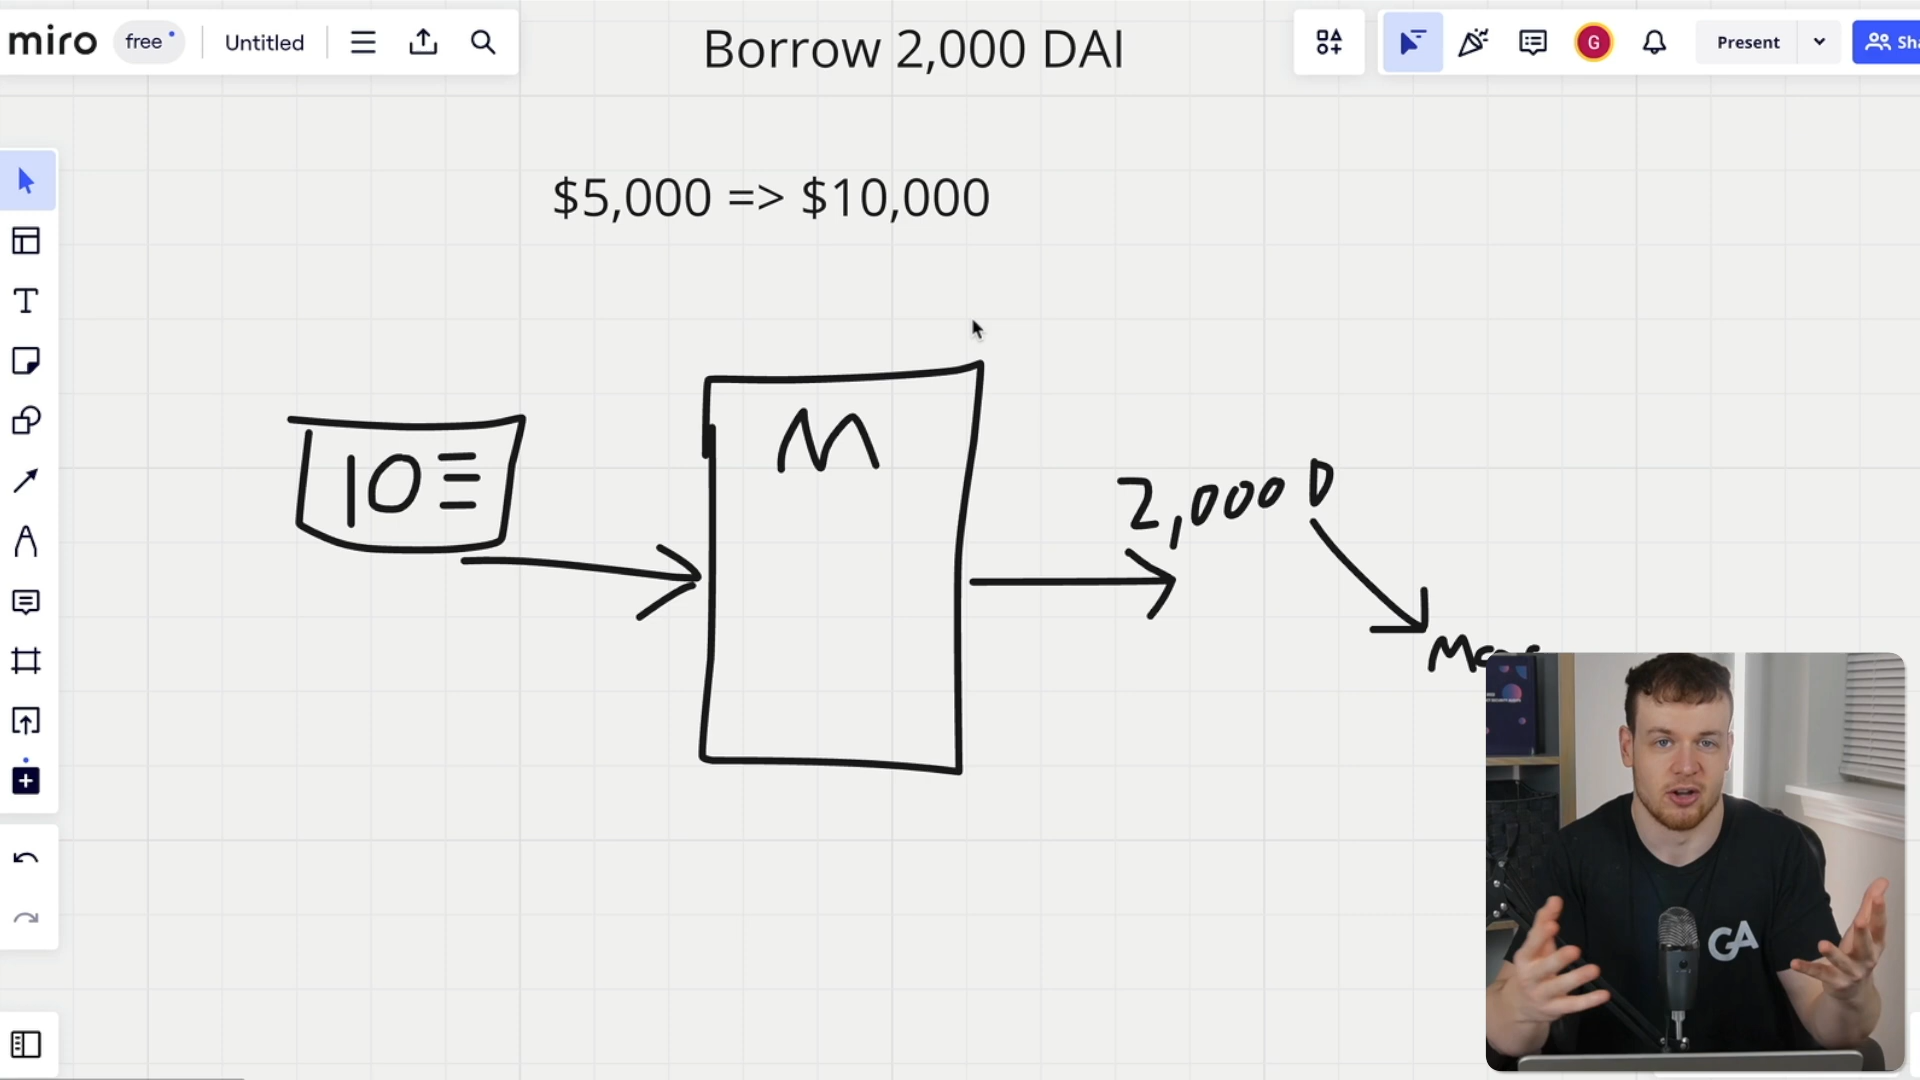 miro free Untitled
Borrow 2,000 DAI
G Present
$5,000 => $10,000
M
10 Ξ
2,000 D
GA